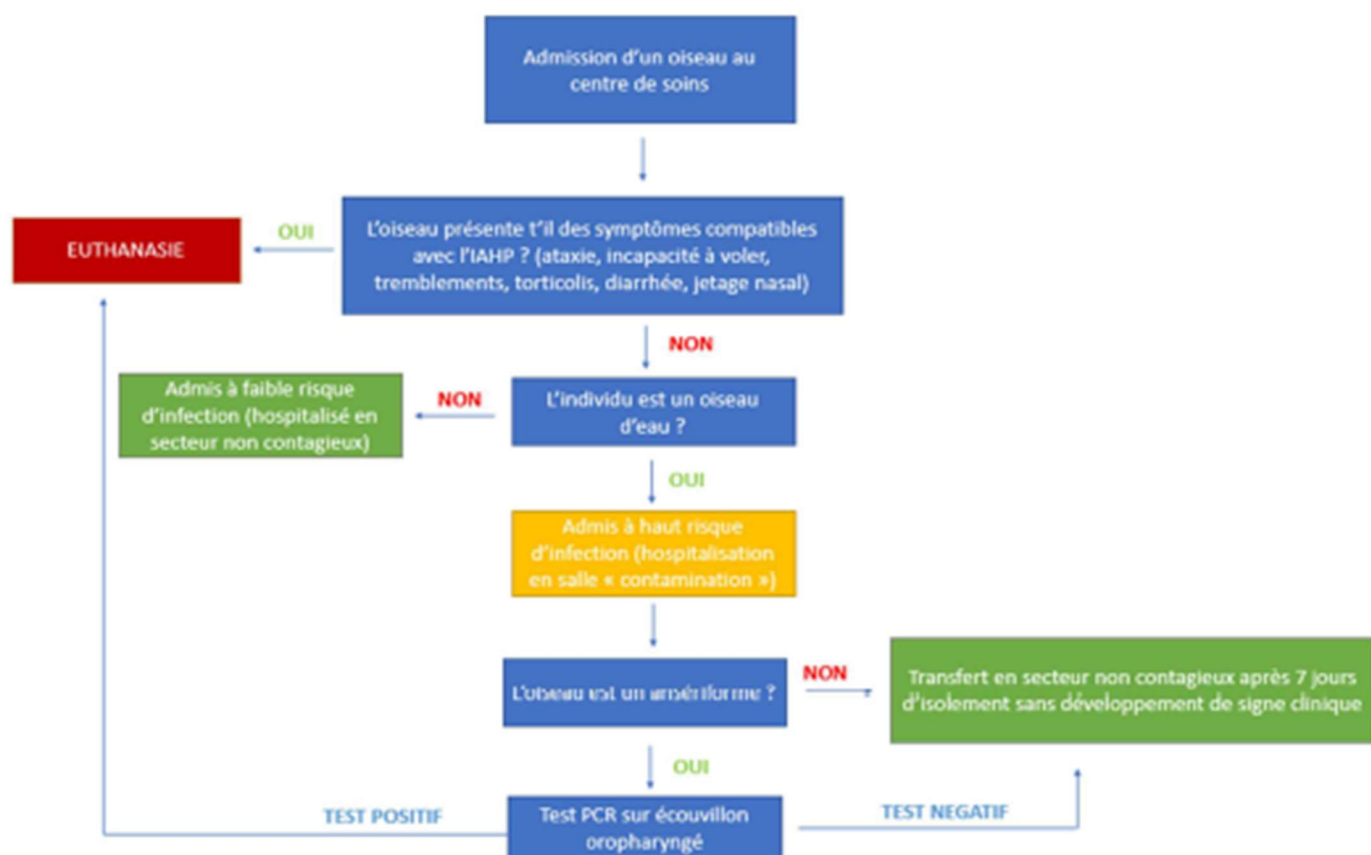 Admission d'un oiseau au
centre de soins
L'oiseau présente t'il des symptômes compatibles
avec l'IAHP ? (ataxie, incapacité à voler,
tremblements, torticolis, diarrhée, jetage nasal)
OUI
EUTHANASIE
NON
L'individu est un oiseau
d'eau ?
NON
Admis à faible risque
d'infection (hospitalisé en
secteur non contagieux)
OUI
Admis à haut risque
d'infection (hospitalisation
en salle « contamination »)
L'oiseau est un ansériforme ?
NON
Transfert en secteur non contagieux après 7 jours
d'isolement sans développement de signe clinique
OUI
Test PCR sur écouvillon
oropharyngé
TEST POSITIF
TEST NEGATIF